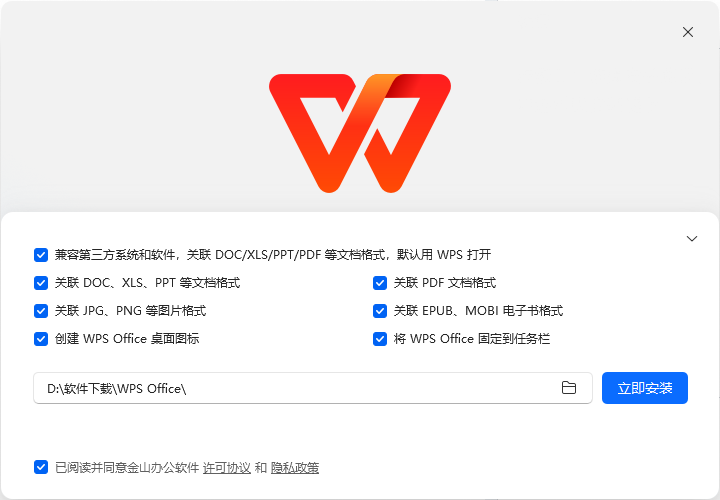 兼容第三方系统和软件，关联 DOC/XLS/PPT/PDF 等文档格式，默认用 WPS 打开
关联 DOC、XLS、PPT 等文档格式
关联 PDF 文档格式
关联 JPG、PNG 等图片格式
关联 EPUB、MOBI 电子书格式
创建 WPS Office 桌面图标
将 WPS Office 固定到任务栏
D:\软件下载\WPS Office\
立即安装
已阅读并同意金山办公软件 许可协议 和 隐私政策